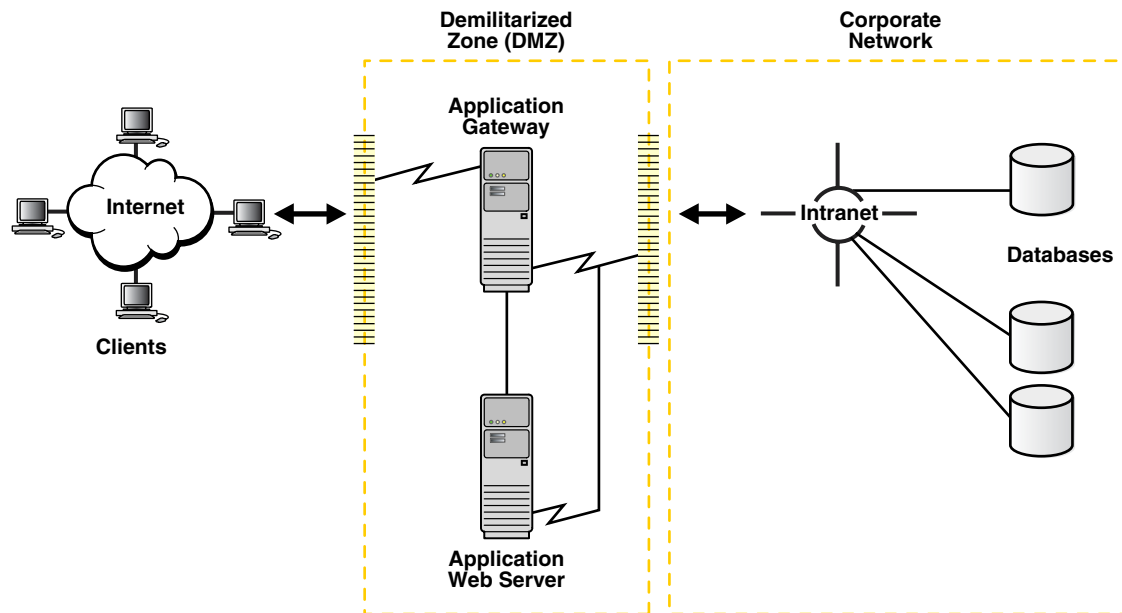 Demilitarized
Zone (DMZ)
Corporate
Network
Application
Gateway
Internet
Intranet
Databases
Clients
Application
Web Server